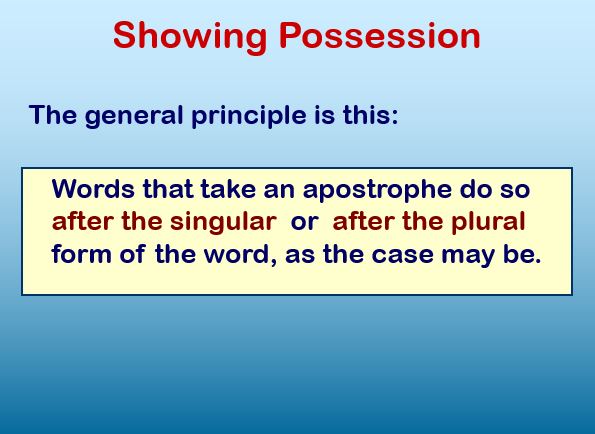 Showing Possession
The general principle is this:
Words that take an apostrophe do so
after the singular or after the plural
form of the word, as the case may be.